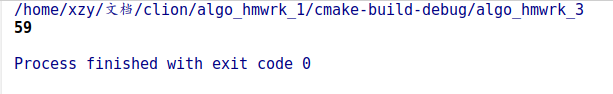 /home/xzy/文档/clion/algo_hmwrk_1/cmake-build-debug/algo_hmwrk_3
59
Process finished with exit code 0